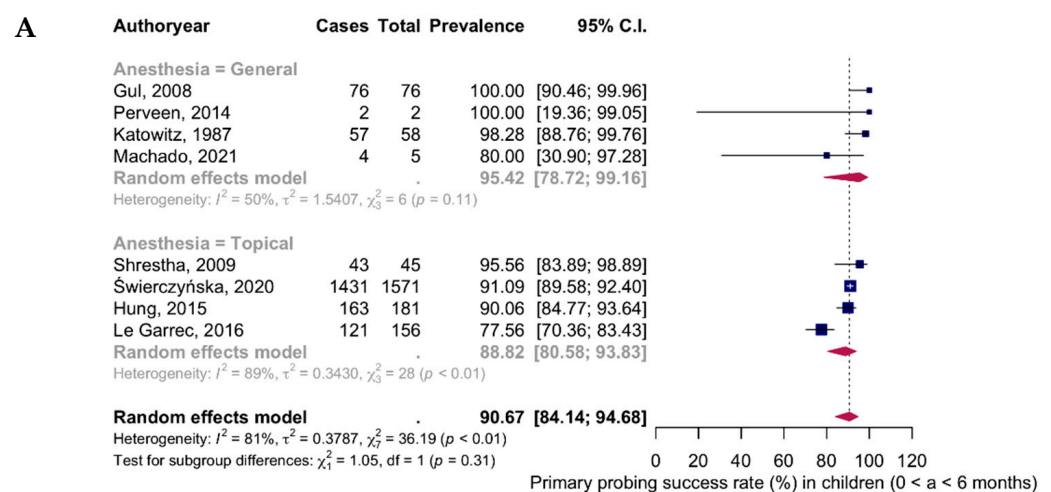 A
Authoryear Cases Total Prevalence 95% C.I.
Anesthesia = General
Gul, 2008 76 76 100.00 [90.46; 99.96]
Perveen, 2014 2 2 100.00 [19.36; 99.05]
Katowitz, 1987 57 58 98.28 [88.76; 99.76]
Machado, 2021 4 5 80.00 [30.90; 97.28]
Random effects model . 95.42 [78.72; 99.16]
Heterogeneity: I² = 50%, τ² = 1.5407, χ²₃ = 6 (p = 0.11)
Anesthesia = Topical
Shrestha, 2009 43 45 95.56 [83.89; 98.89]
Świerczyńska, 2020 1431 1571 91.09 [89.58; 92.40]
Hung, 2015 163 181 90.06 [84.77; 93.64]
Le Garrec, 2016 121 156 77.56 [70.36; 83.43]
Random effects model . 88.82 [80.58; 93.83]
Heterogeneity: I² = 89%, τ² = 0.3430, χ²₃ = 28 (p < 0.01)
Random effects model . 90.67 [84.14; 94.68]
Heterogeneity: I² = 81%, τ² = 0.3787, χ²₇ = 36.19 (p < 0.01)
Test for subgroup differences: χ²₁ = 1.05, df = 1 (p = 0.31)
0 20 40 60 80 100 120
Primary probing success rate (%) in children (0 < a < 6 months)